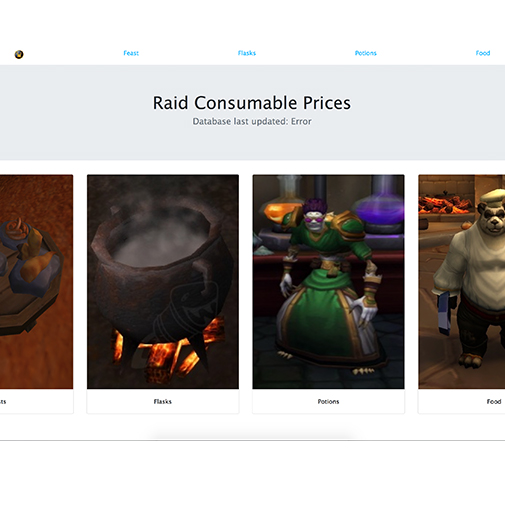 Feast Flasks Potions Food
Raid Consumable Prices
Database last updated: Error
ts Flasks Potions Food